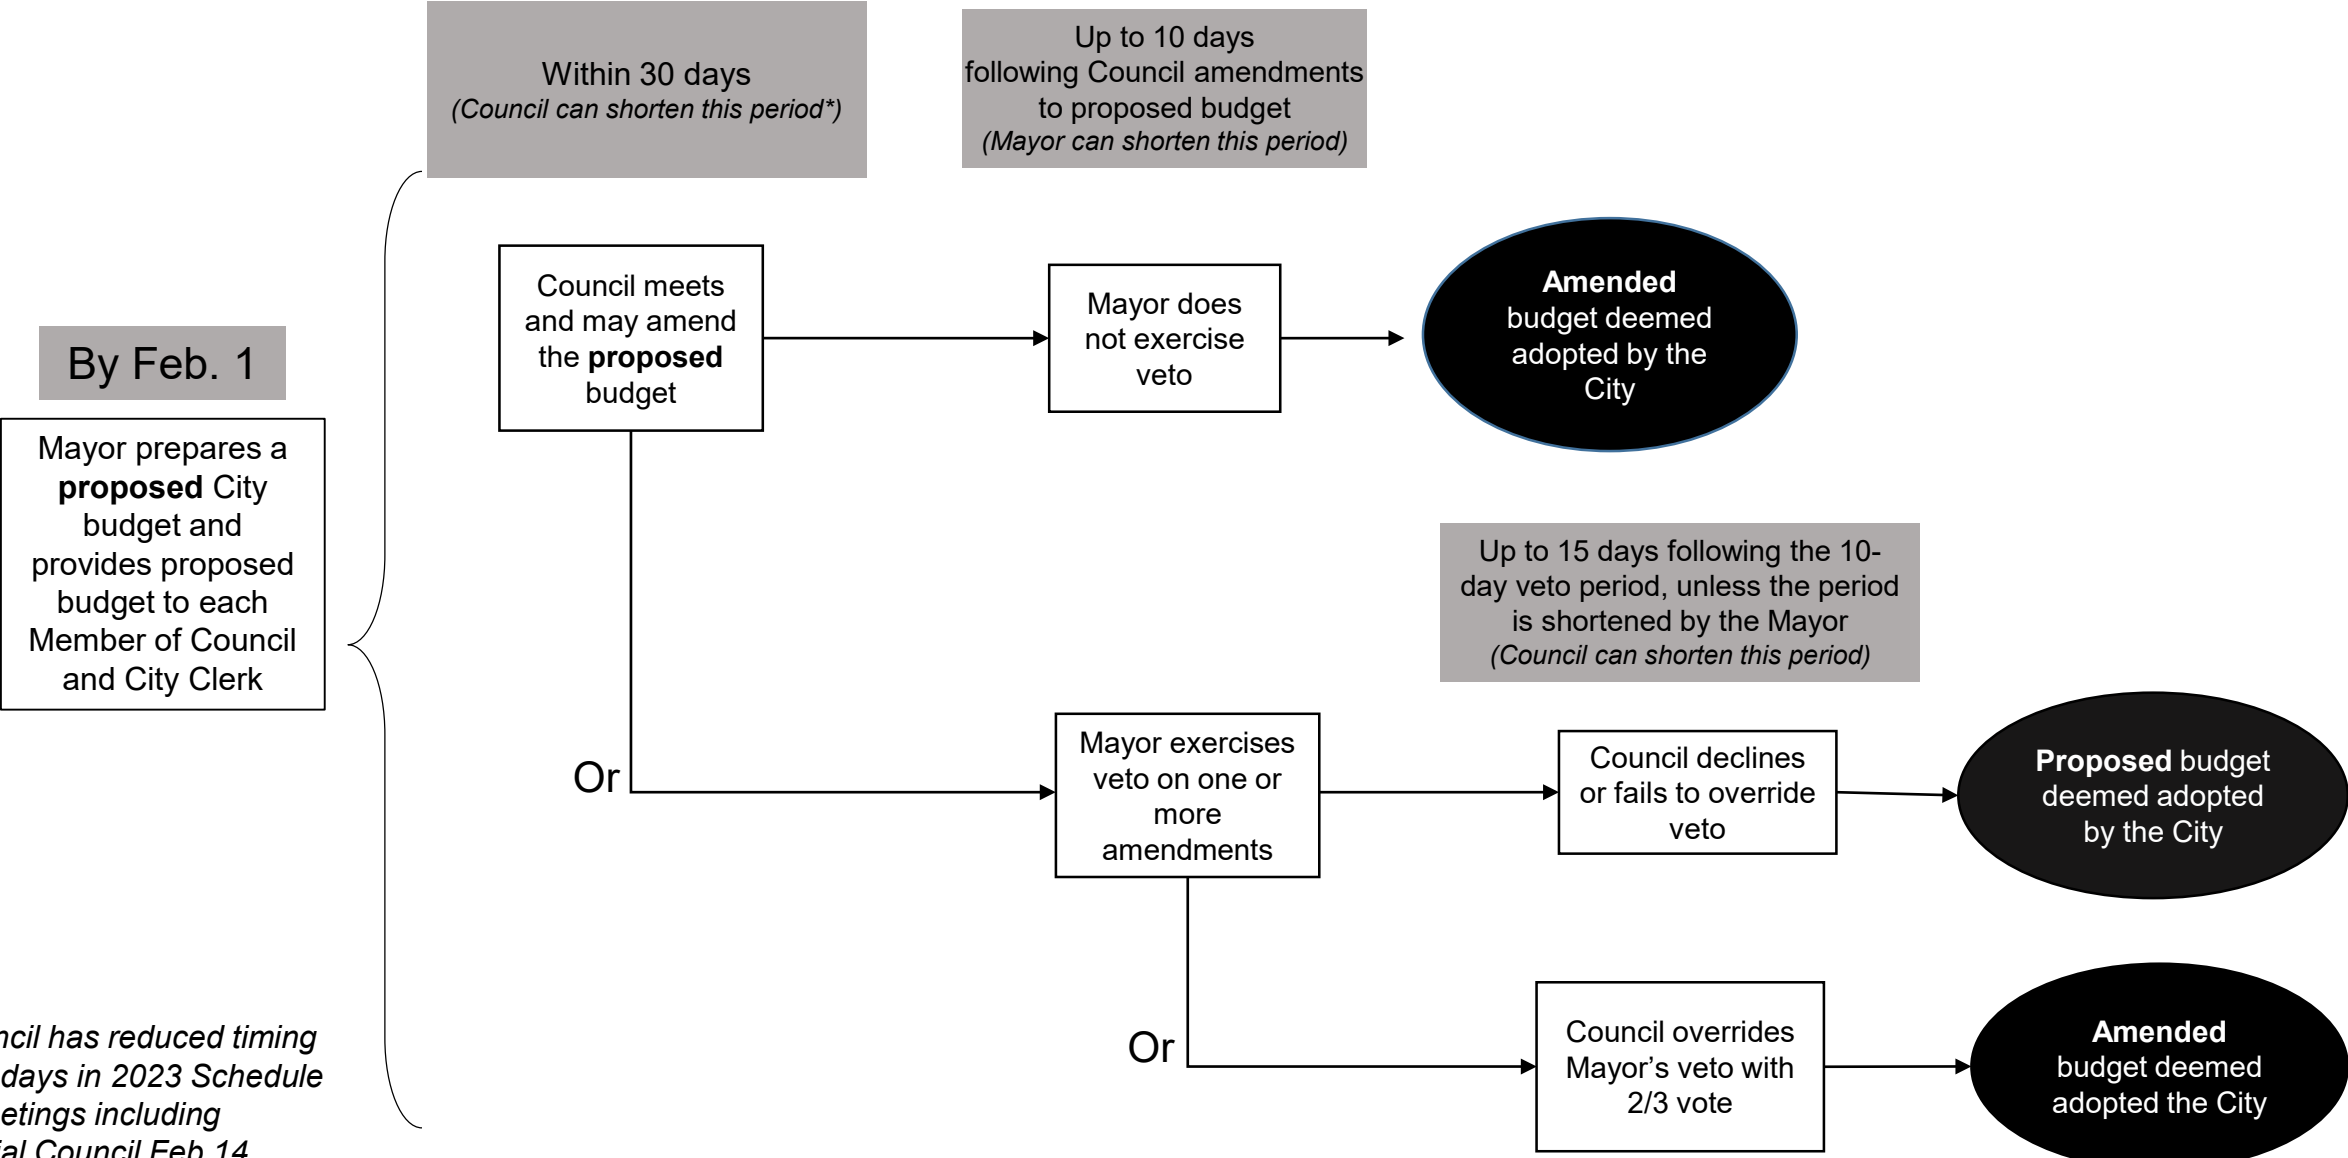 Within 30 days
(Council can shorten this period*)
Up to 10 days
following Council amendments
to proposed budget
(Mayor can shorten this period)
By Feb. 1
Mayor prepares a
proposed City
budget and
provides proposed
budget to each
Member of Council
and City Clerk
Council meets
and may amend
the proposed
budget
Mayor does
not exercise
veto
Amended
budget deemed
adopted by the
City
Up to 15 days following the 10-
day veto period, unless the period
is shortened by the Mayor
(Council can shorten this period)
Or
Mayor exercises
veto on one or
more
amendments
Council declines
or fails to override
veto
Proposed budget
deemed adopted
by the City
Or
Council overrides
Mayor's veto with
2/3 vote
Amended
budget deemed
adopted the City
has reduced timing
days in 2023 Schedule
including
Council Feb 14